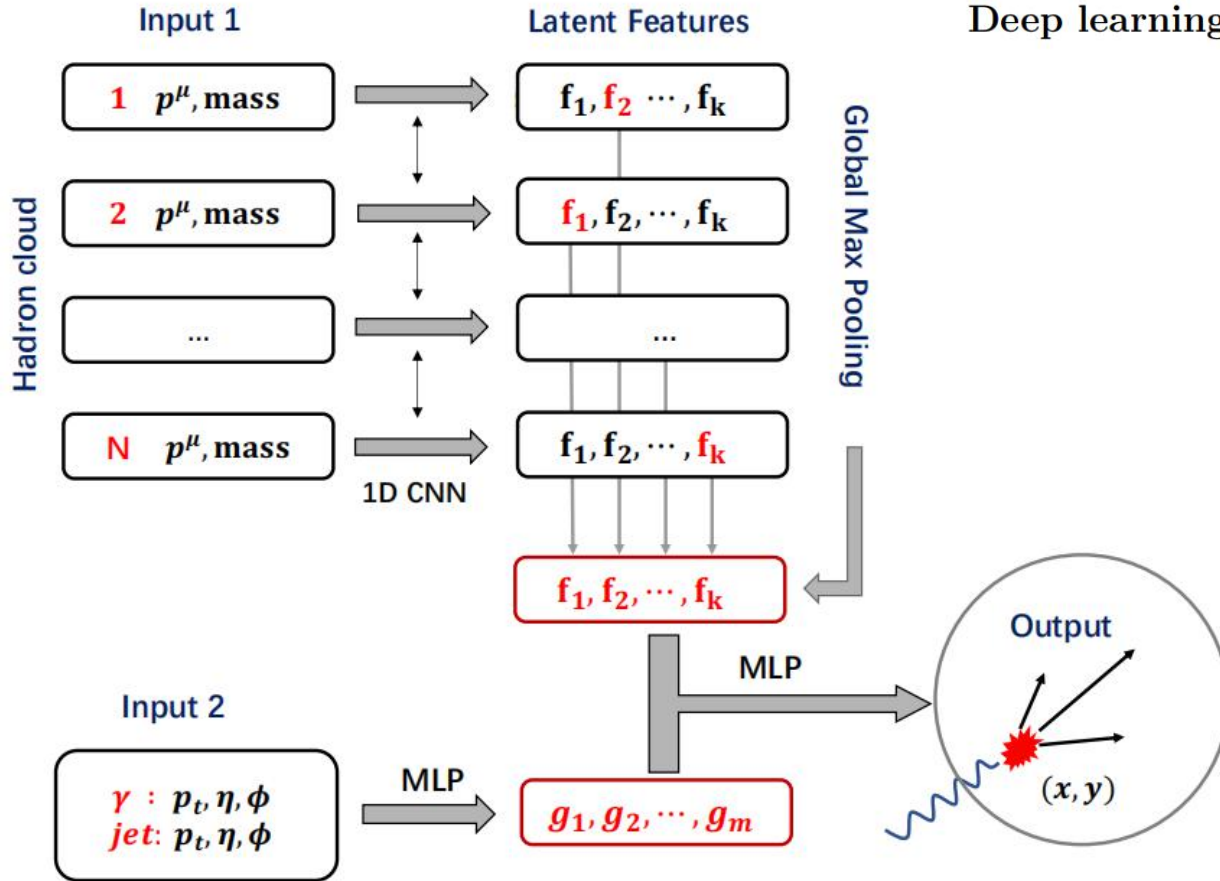 Input 1
Latent Features
Deep learning
Hadron cloud
1 p^μ, mass
f₁, f₂ ⋯, f_k
2 p^μ, mass
f₁, f₂, ⋯, f_k
...
...
N p^μ, mass
f₁, f₂, ⋯, f_k
Global Max Pooling
1D CNN
f₁, f₂, ⋯, f_k
MLP
Output
(x, y)
Input 2
γ : p_t, η, ϕ
jet: p_t, η, ϕ
MLP
g₁, g₂, ⋯, g_m